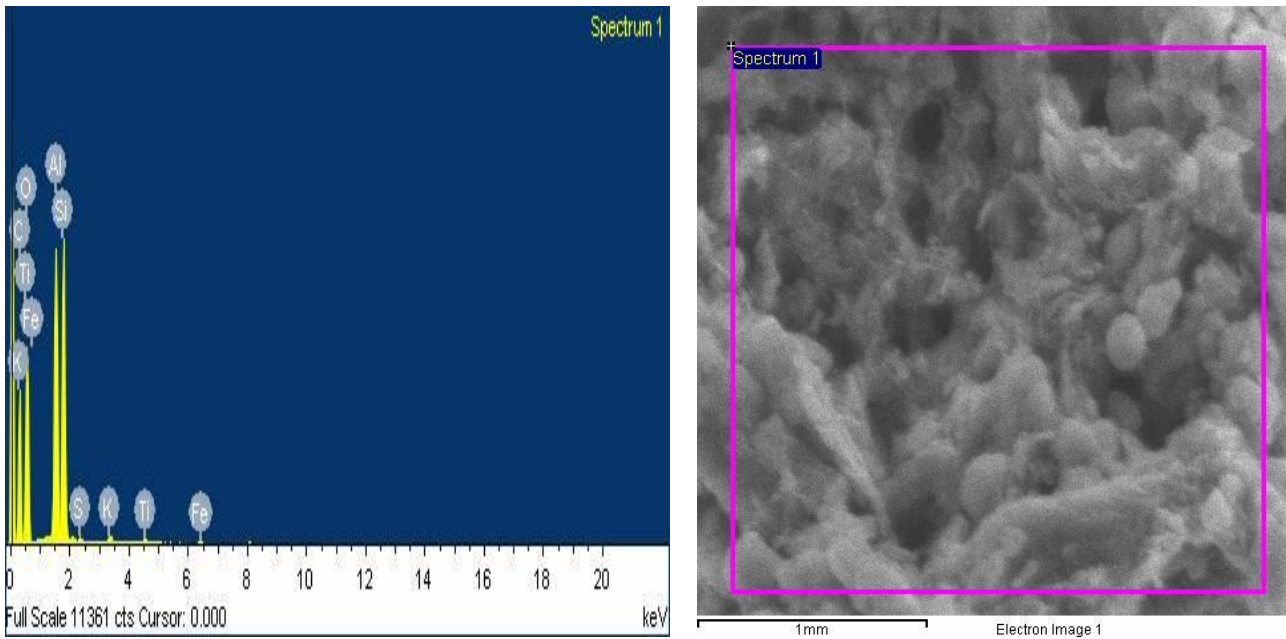 Spectrum 1
O
Al
Si
C
Ti
Fe
K
S
K
Ti
Fe
0 2 4 6 8 10 12 14 16 18 20
Full Scale 11361 cts Cursor: 0.000 keV
Spectrum 1
1mm Electron Image 1